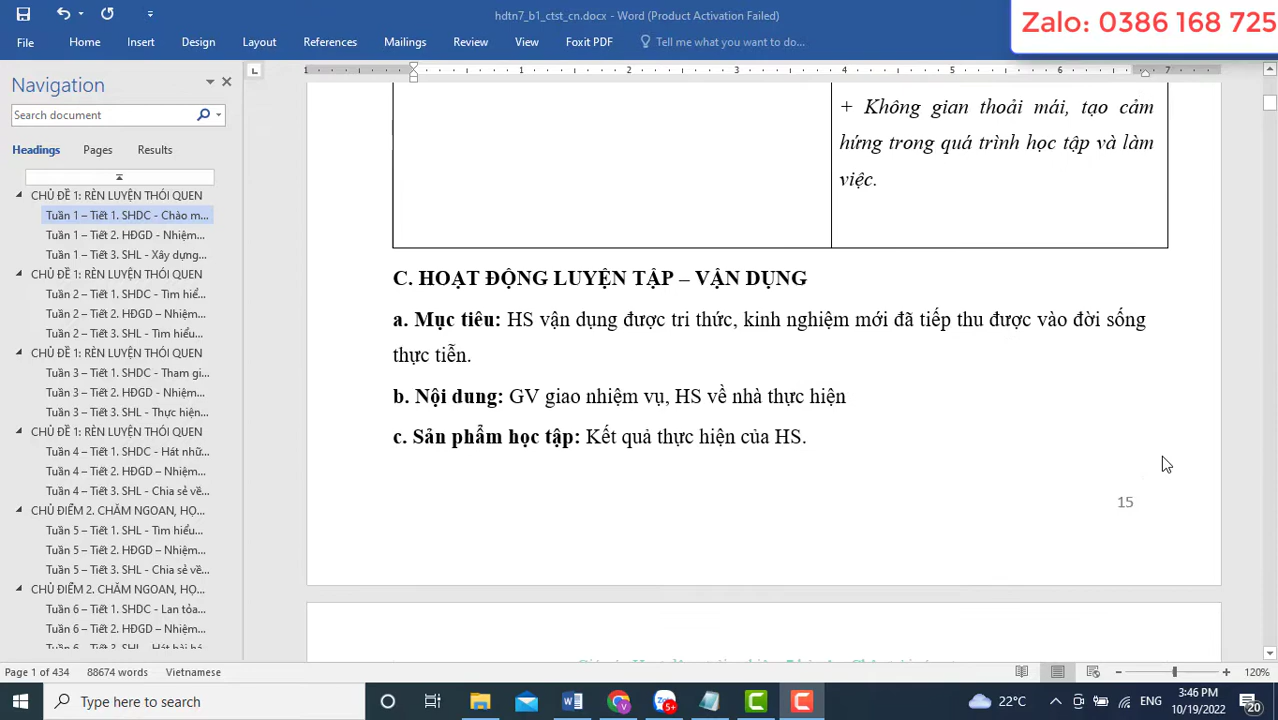 hdtn7_b1_ctst_cn.docx - Word (Product Activation Failed)
Zalo: 0386 168 725
File Home Insert Design Layout References Mailings Review View Foxit PDF Tell me what you want to do...
Navigation
Search document
Headings Pages Results
CHỦ ĐỀ 1: RÈN LUYỆN THÓI QUEN
Tuần 1 – Tiết 1. SHDC - Chào m...
Tuần 1 – Tiết 2. HĐGD - Nhiệm...
Tuần 1 – Tiết 3. SHL - Xây dựng...
CHỦ ĐỀ 1: RÈN LUYỆN THÓI QUEN
Tuần 2 – Tiết 1. SHDC - Tìm hiể...
Tuần 2 – Tiết 2. HĐGD – Nhiệm...
Tuần 2 – Tiết 3. SHL - Tìm hiểu...
CHỦ ĐỀ 1: RÈN LUYỆN THÓI QUEN
Tuần 3 – Tiết 1. SHDC - Tham gi...
Tuần 3 – Tiết 2. HĐGD - Nhiệm...
Tuần 3 – Tiết 3. SHL - Thực hiện...
CHỦ ĐỀ 1: RÈN LUYỆN THÓI QUEN
Tuần 4 – Tiết 1. SHDC - Hát nhữ...
Tuần 4 – Tiết 2. HĐGD – Nhiệm...
Tuần 4 – Tiết 3. SHL - Chia sẻ về...
CHỦ ĐIỂM 2. CHĂM NGOAN, HỌ...
Tuần 5 – Tiết 1. SHL - Tìm hiểu...
Tuần 5 – Tiết 2. HĐGD – Nhiệm...
Tuần 5 – Tiết 3. SHL - Chia sẻ về...
CHỦ ĐIỂM 2. CHĂM NGOAN, HỌ...
Tuần 6 – Tiết 1. SHDC - Lan tỏa...
Tuần 6 – Tiết 2. HĐGD – Nhiệm...
1 1 2 3 4 5 6 7
+ Không gian thoải mái, tạo cảm
hứng trong quá trình học tập và làm
việc.
C. HOẠT ĐỘNG LUYỆN TẬP – VẬN DỤNG
a. Mục tiêu: HS vận dụng được tri thức, kinh nghiệm mới đã tiếp thu được vào đời sống
thực tiễn.
b. Nội dung: GV giao nhiệm vụ, HS về nhà thực hiện
c. Sản phẩm học tập: Kết quả thực hiện của HS.
15
Page 1 of 434 88674 words Vietnamese 120%
Type here to search
5+
22°C
ENG
3:46 PM
10/19/2022
20